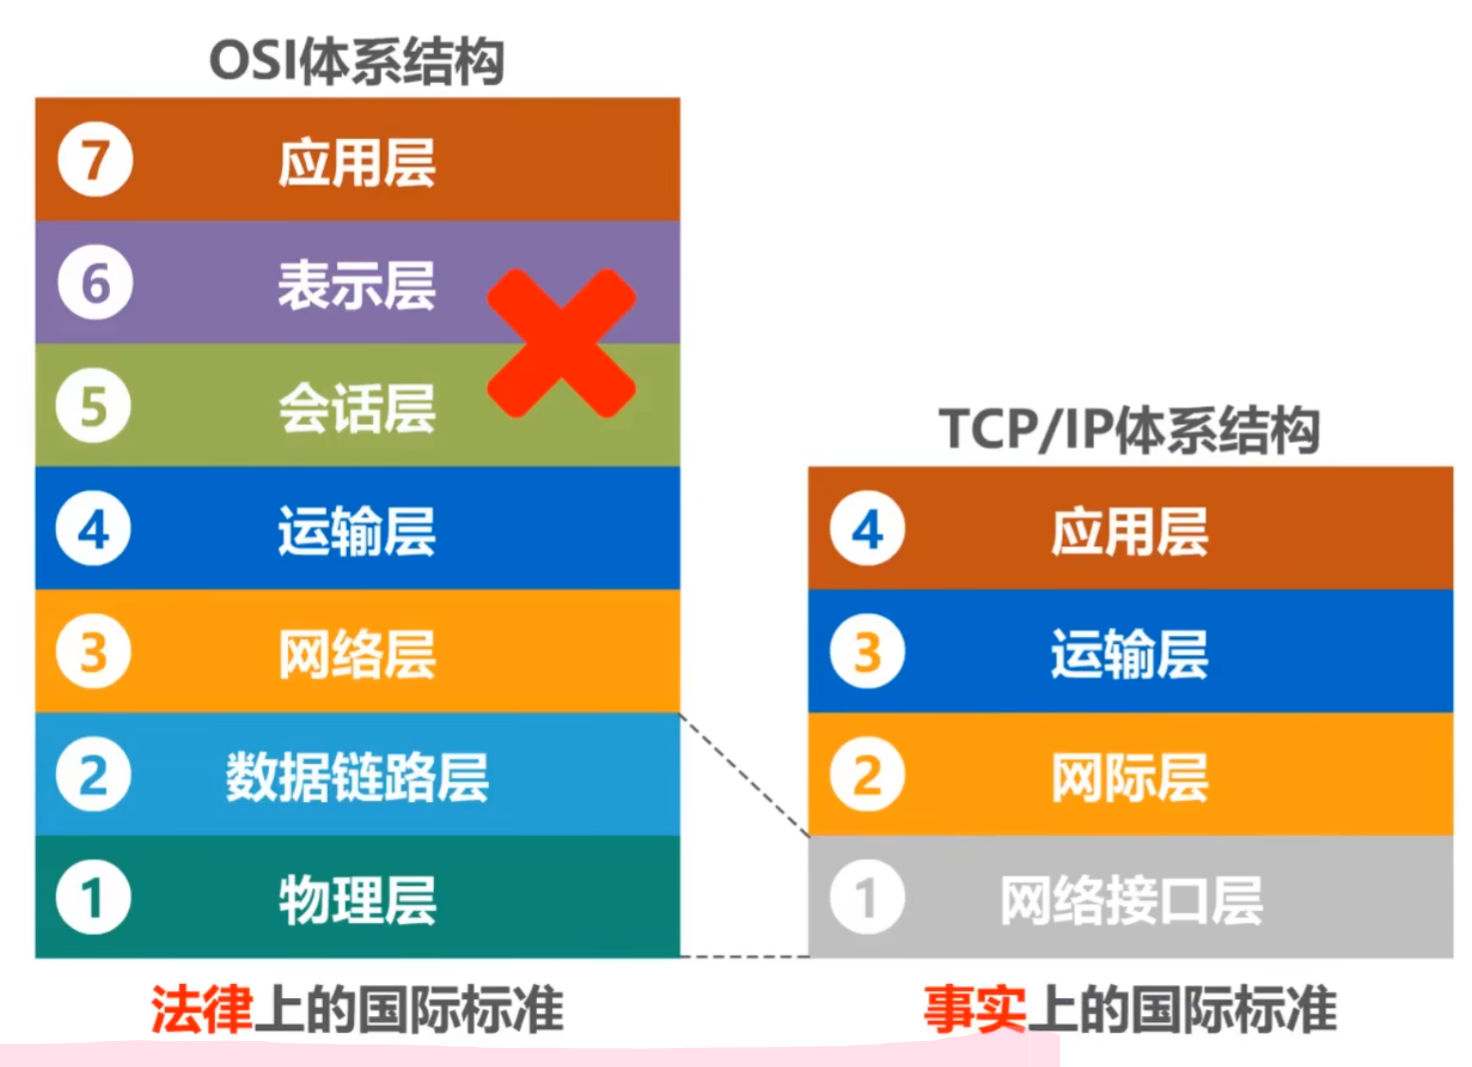 OSI体系结构
7 应用层
6 表示层
5 会话层
4 运输层
3 网络层
2 数据链路层
1 物理层
法律上的国际标准
TCP/IP体系结构
4 应用层
3 运输层
2 网际层
1 网络接口层
事实上的国际标准